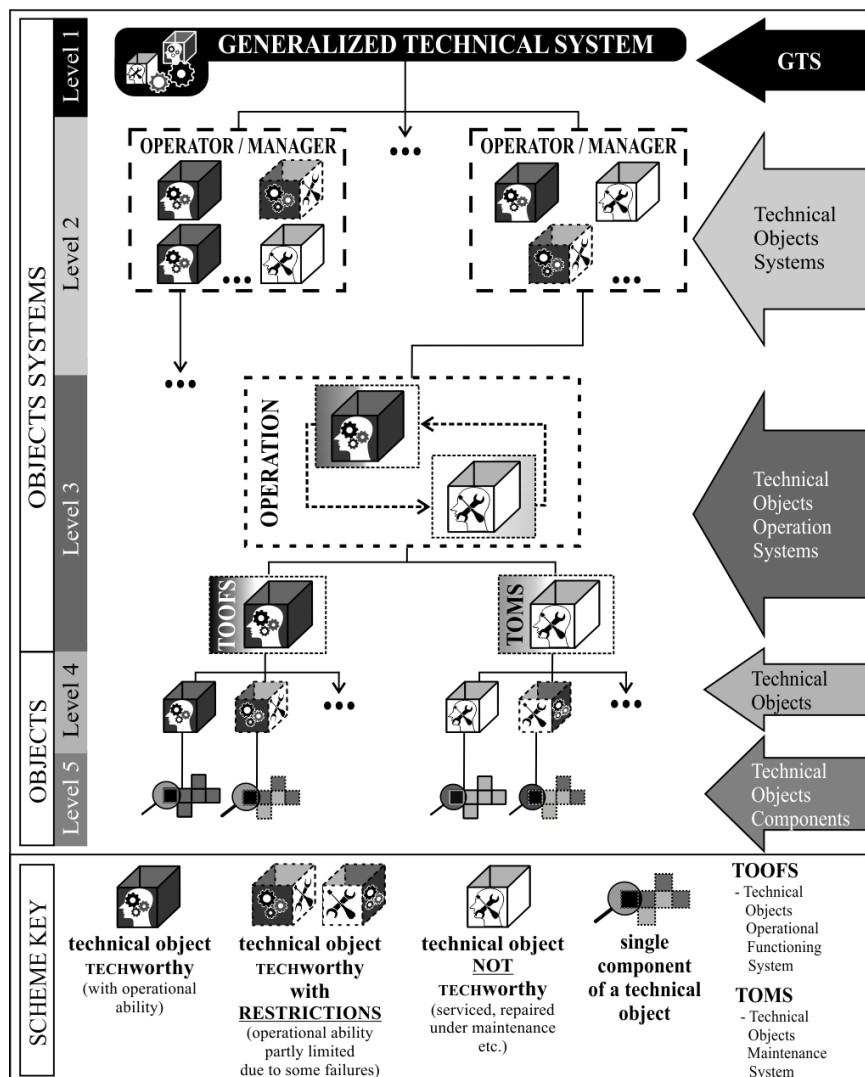 GENERALIZED TECHNICAL SYSTEM
GTS
Level 1
OPERATOR / MANAGER
OPERATOR / MANAGER
Technical
Objects
Systems
Level 2
OBJECTS SYSTEMS
OPERATION
Technical
Objects
Operation
Systems
Level 3
TOOFS
TOMS
OBJECTS
Level 4
Technical
Objects
Level 5
Technical
Objects
Components
SCHEME KEY
technical object
TECHworthy
(with operational
ability)
technical object
TECHworthy
with
RESTRICTIONS
(operational ability
partly limited
due to some failures)
technical object
NOT
TECHworthy
(serviced, repaired
under maintenance
etc.)
single
component
of a technical
object
TOOFS
- Technical
Objects
Operational
Functioning
System
TOMS
- Technical
Objects
Maintenance
System